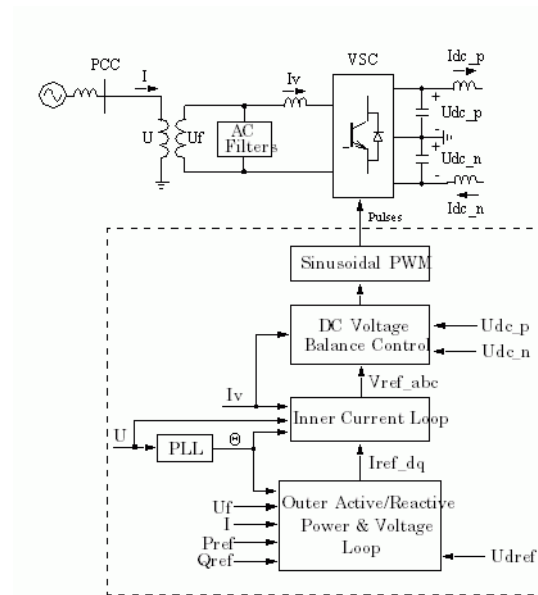 VSC
Idc_p
PCC
I
Iv
+
Udc_p
-
U
Uf
AC
Filters
+
Udc_n
-
Idc_n
Pulses
Sinusoidal PWM
DC Voltage
Balance Control
Udc_p
Udc_n
Vref_abc
Iv
Inner Current Loop
U
PLL
Θ
Iref_dq
Outer Active/Reactive
Power & Voltage
Loop
Uf
I
Pref
Qref
Udref